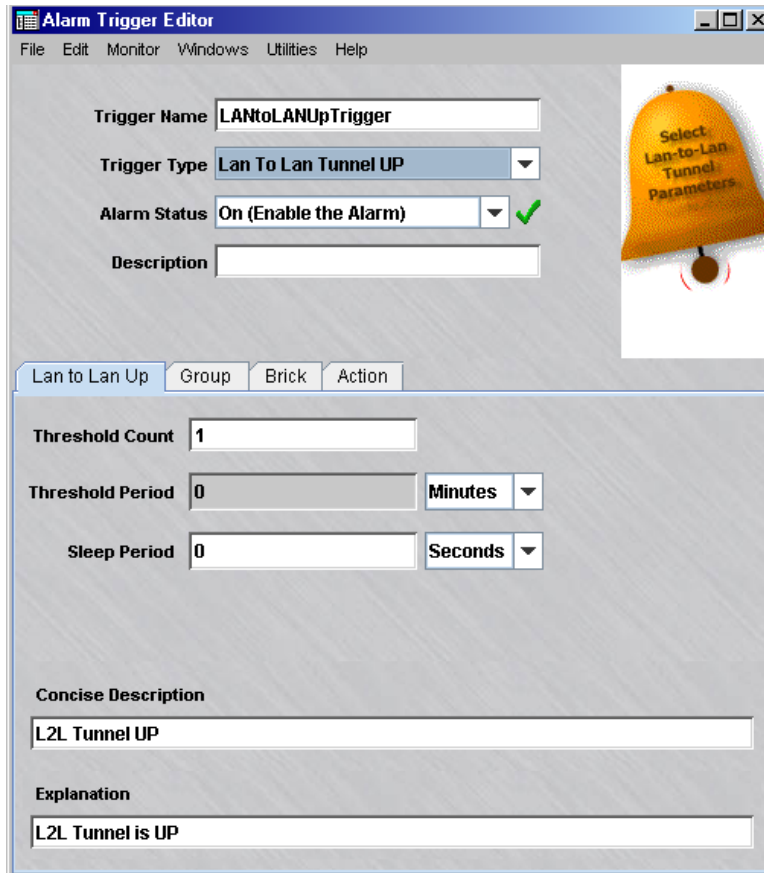 Alarm Trigger Editor
File Edit Monitor Windows Utilities Help
Trigger Name LANtoLANUpTrigger
Trigger Type Lan To Lan Tunnel UP
Alarm Status On (Enable the Alarm)
Description
Select
Lan-to-Lan
Tunnel
Parameters
Lan to Lan Up Group Brick Action
Threshold Count 1
Threshold Period 0 Minutes
Sleep Period 0 Seconds
Concise Description
L2L Tunnel UP
Explanation
L2L Tunnel is UP